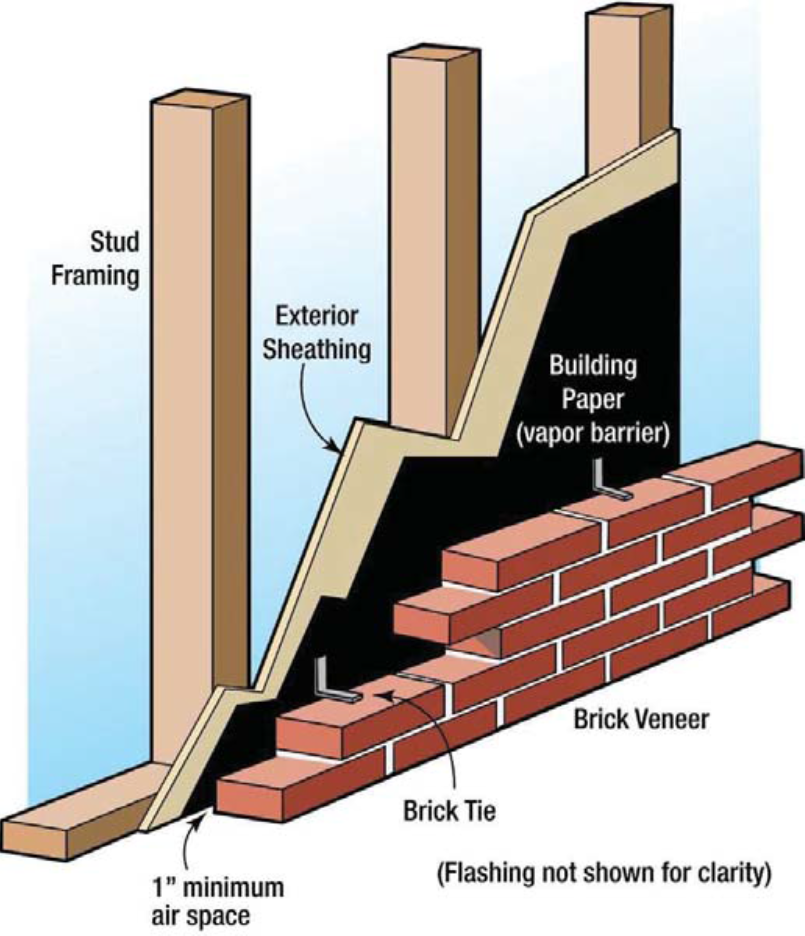 Stud
Framing
Exterior
Sheathing
Building
Paper
(vapor barrier)
Brick Veneer
Brick Tie
(Flashing not shown for clarity)
1” minimum
air space